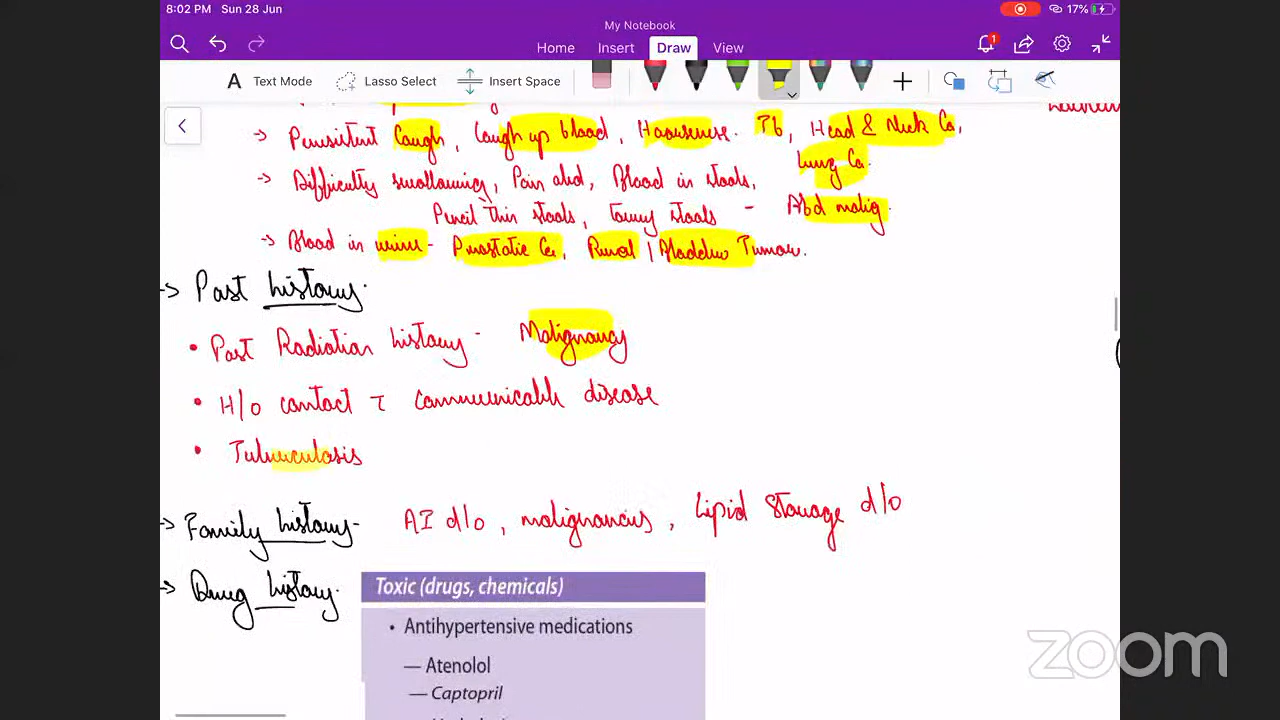 8:02 PM Sun 28 Jun 17%
My Notebook
Home Insert Draw View 1
A Text Mode Lasso Select Insert Space
→ Persistent Cough, Cough up blood, Hoarseness. Tb, Head & Neck Ca,
Lung Ca.
→ Difficulty swallowing, Pain abd, Blood in stools,
Pencil thin stools, tarry stools - Abd malig.
→ Blood in urine - Prostatic Ca, Renal / Bladder Tumor.
→ Past history.
• Past Radiation history - Malignancy
• H/o contact c communicable disease
• Tuberculosis
→ Family history - AI d/o, malignancies, Lipid Storage d/o
→ Drug history. Toxic (drugs, chemicals)
• Antihypertensive medications
— Atenolol
— Captopril
zoom